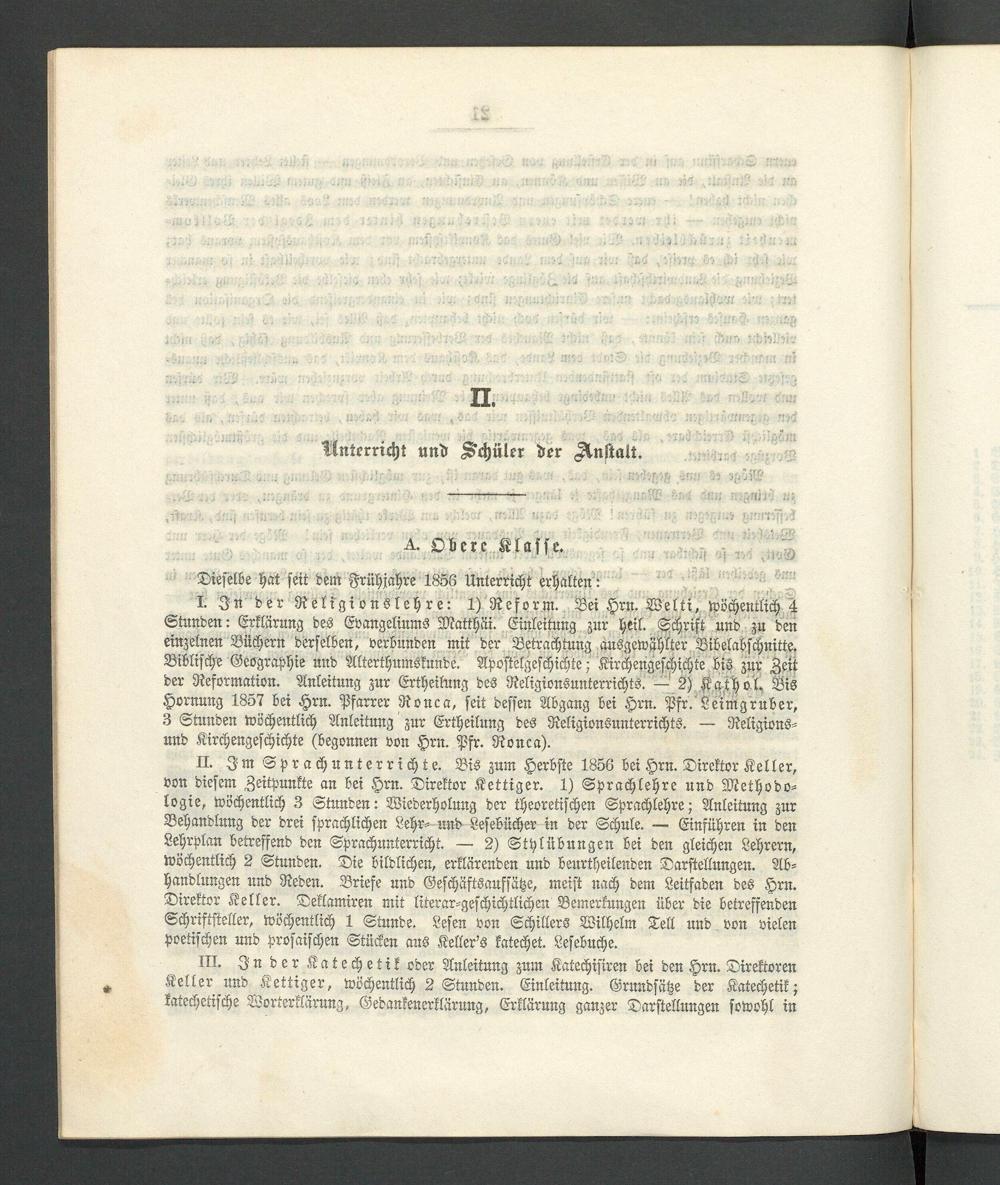 II.
Unterricht und Schüler der Anstalt.
A. Obere Klasse.
Dieselbe hat seit dem Frühjahre 1856 Unterricht erhalten:
I. In der Religionslehre: 1) Reform. Bei Hrn. Welti, wöchentlich 4
Stunden: Erklärung des Evangeliums Matthäi. Einleitung zur heil. Schrift und zu den
einzelnen Büchern derselben, verbunden mit der Betrachtung ausgewählter Bibelabschnitte.
Biblische Geographie und Alterthumskunde. Apostelgeschichte; Kirchengeschichte bis zur Zeit
der Reformation. Anleitung zur Ertheilung des Religionsunterrichts. — 2) Kathol. Bis
Hornung 1857 bei Hrn. Pfarrer Ronca, seit dessen Abgang bei Hrn. Pfr. Leimgruber,
3 Stunden wöchentlich Anleitung zur Ertheilung des Religionsunterrichts. — Religions-
und Kirchengeschichte (begonnen von Hrn. Pfr. Ronca).
II. Im Sprachunterrichte. Bis zum Herbste 1856 bei Hrn. Direktor Keller,
von diesem Zeitpunkte an bei Hrn. Direktor Kettiger. 1) Sprachlehre und Methodo-
logie, wöchentlich 3 Stunden: Wiederholung der theoretischen Sprachlehre; Anleitung zur
Behandlung der drei sprachlichen Lehr- und Lesebücher in der Schule. — Einführen in den
Lehrplan betreffend den Sprachunterricht. — 2) Stylübungen bei den gleichen Lehrern,
wöchentlich 2 Stunden. Die bildlichen, erklärenden und beurtheilenden Darstellungen. Ab-
handlungen und Reden. Briefe und Geschäftsaufsätze, meist nach dem Leitfaden des Hrn.
Direktor Keller. Deklamiren mit literar-geschichtlichen Bemerkungen über die betreffenden
Schriftsteller, wöchentlich 1 Stunde. Lesen von Schillers Wilhelm Tell und von vielen
poetischen und prosaischen Stücken aus Keller's katechet. Lesebuche.
III. In der Katechetik oder Anleitung zum Katechisiren bei den Hrn. Direktoren
Keller und Kettiger, wöchentlich 2 Stunden. Einleitung. Grundsätze der Katechetik;
katechetische Worterklärung, Gedankenerklärung, Erklärung ganzer Darstellungen sowohl in